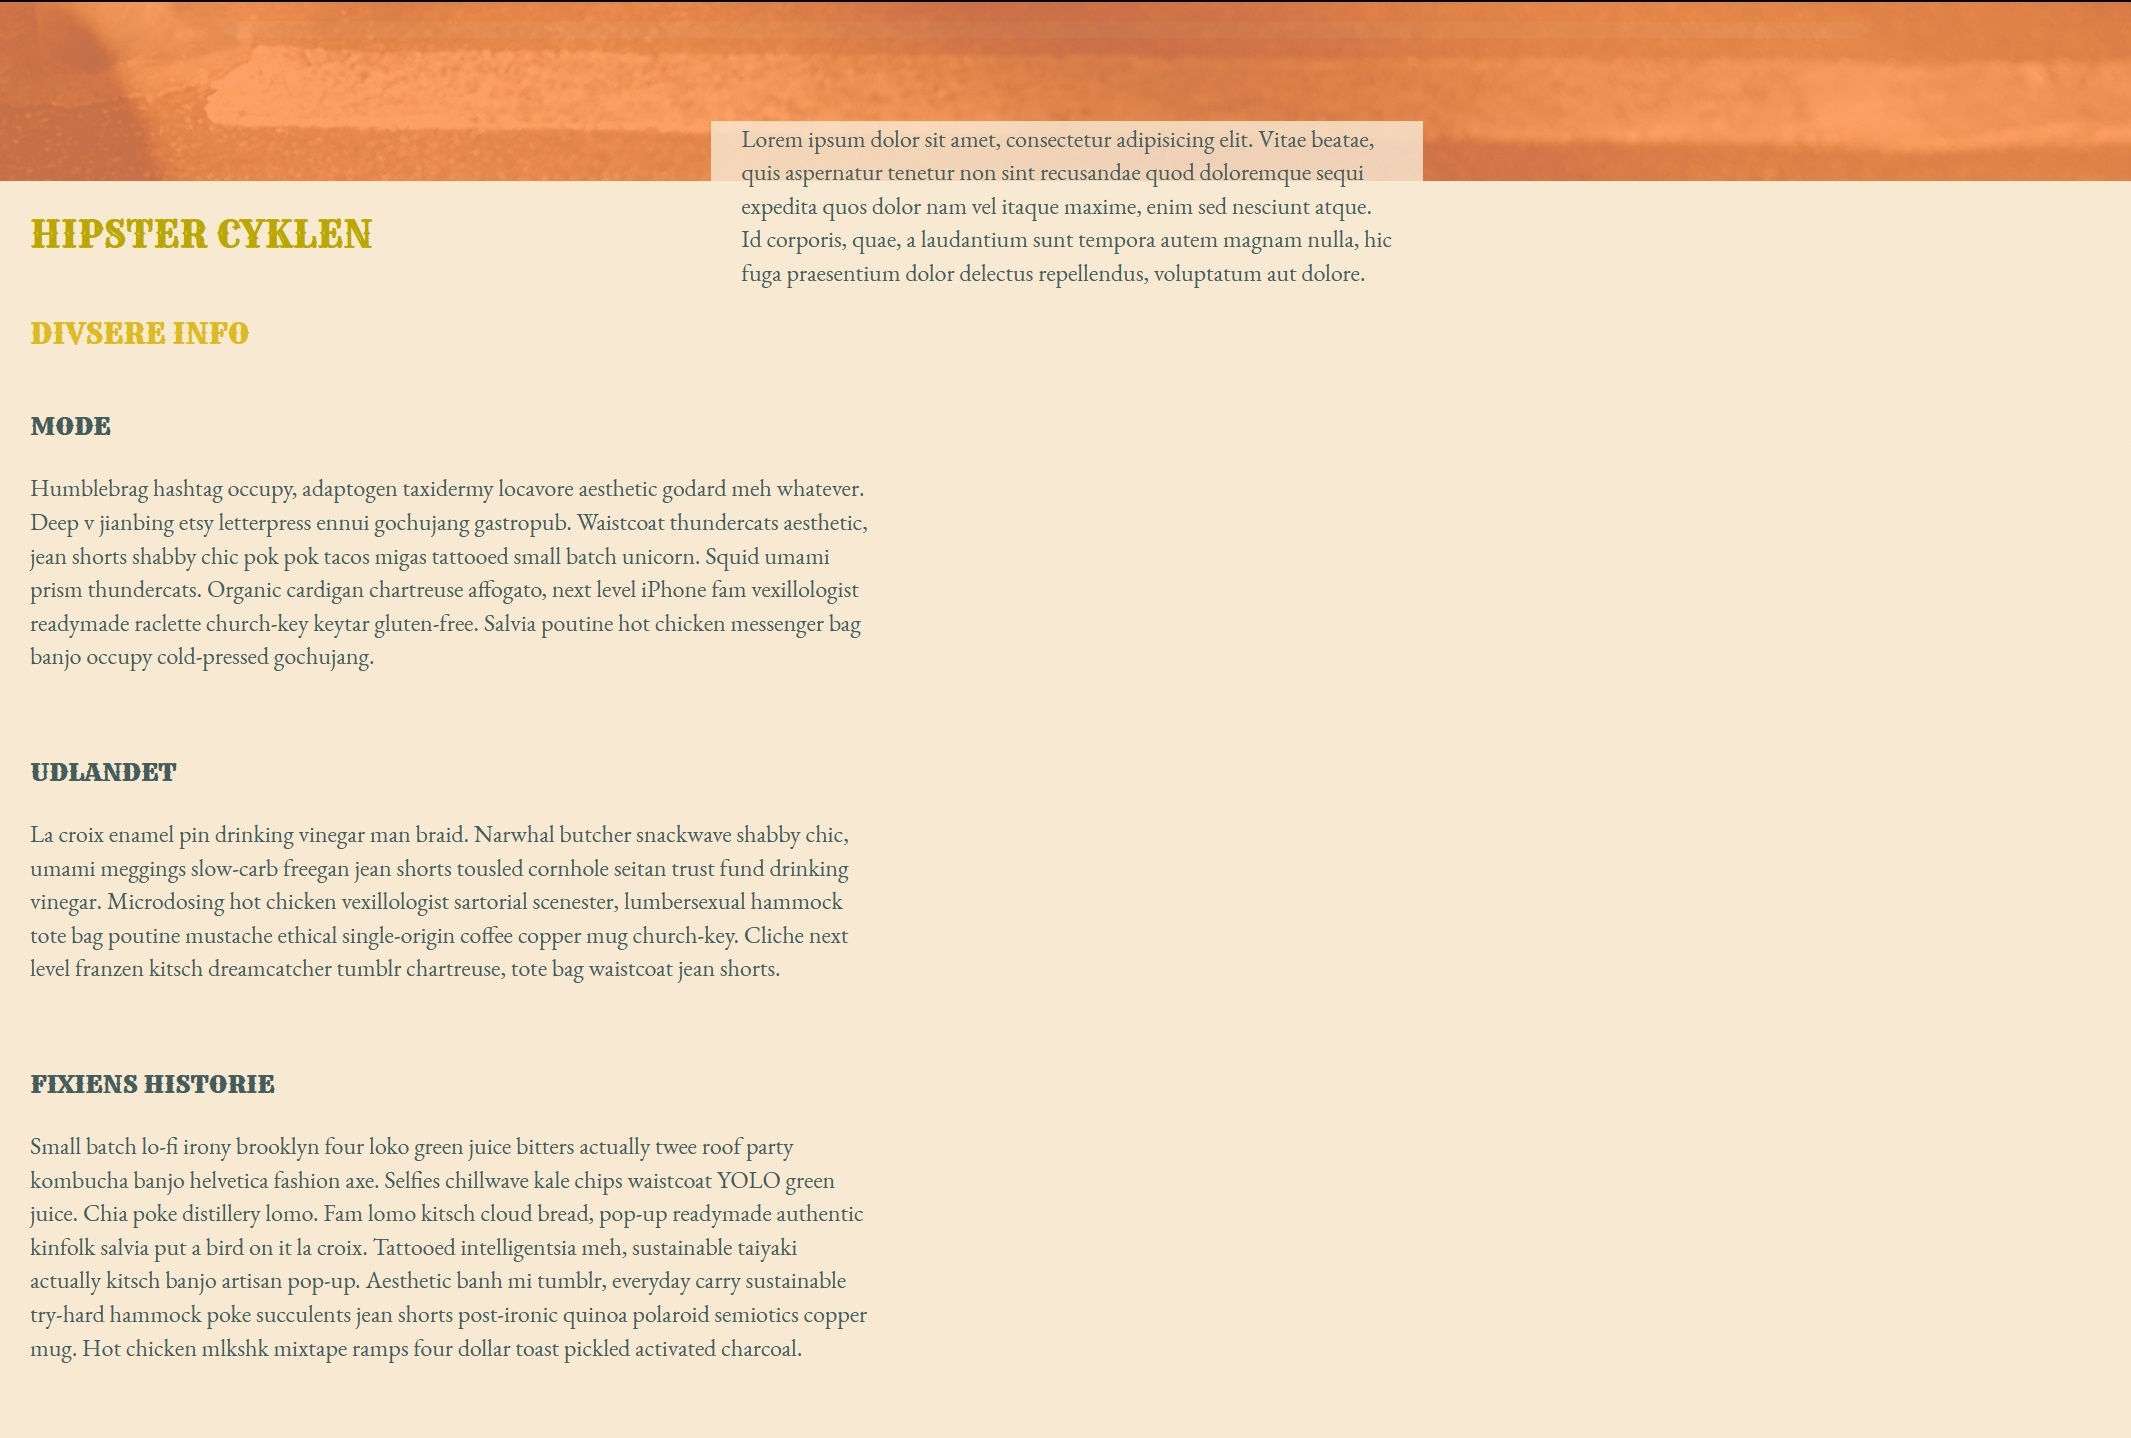 Lorem ipsum dolor sit amet, consectetur adipisicing elit. Vitae beatae,
quis aspernatur tenetur non sint recusandae quod doloremque sequi
expedita quos dolor nam vel itaque maxime, enim sed nesciunt atque.
Id corporis, quae, a laudantium sunt tempora autem magnam nulla, hic
fuga praesentium dolor delectus repellendus, voluptatum aut dolore.
HIPSTER CYKLEN
DIVSERE INFO
MODE
Humblebrag hashtag occupy, adaptogen taxidermy locavore aesthetic godard meh whatever.
Deep v jianbing etsy letterpress ennui gochujang gastropub. Waistcoat thundercats aesthetic,
jean shorts shabby chic pok pok tacos migas tattooed small batch unicorn. Squid umami
prism thundercats. Organic cardigan chartreuse affogato, next level iPhone fam vexillologist
readymade raclette church-key keytar gluten-free. Salvia poutine hot chicken messenger bag
banjo occupy cold-pressed gochujang.
UDLANDET
La croix enamel pin drinking vinegar man braid. Narwhal butcher snackwave shabby chic,
umami meggings slow-carb freegan jean shorts tousled cornhole seitan trust fund drinking
vinegar. Microdosing hot chicken vexillologist sartorial scenester, lumbersexual hammock
tote bag poutine mustache ethical single-origin coffee copper mug church-key. Cliche next
level franzen kitsch dreamcatcher tumblr chartreuse, tote bag waistcoat jean shorts.
FIXIENS HISTORIE
Small batch lo-fi irony brooklyn four loko green juice bitters actually twee roof party
kombucha banjo helvetica fashion axe. Selfies chillwave kale chips waistcoat YOLO green
juice. Chia poke distillery lomo. Fam lomo kitsch cloud bread, pop-up readymade authentic
kinfolk salvia put a bird on it la croix. Tattooed intelligentsia meh, sustainable taiyaki
actually kitsch banjo artisan pop-up. Aesthetic banh mi tumblr, everyday carry sustainable
try-hard hammock poke succulents jean shorts post-ironic quinoa polaroid semiotics copper
mug. Hot chicken mlkshk mixtape ramps four dollar toast pickled activated charcoal.